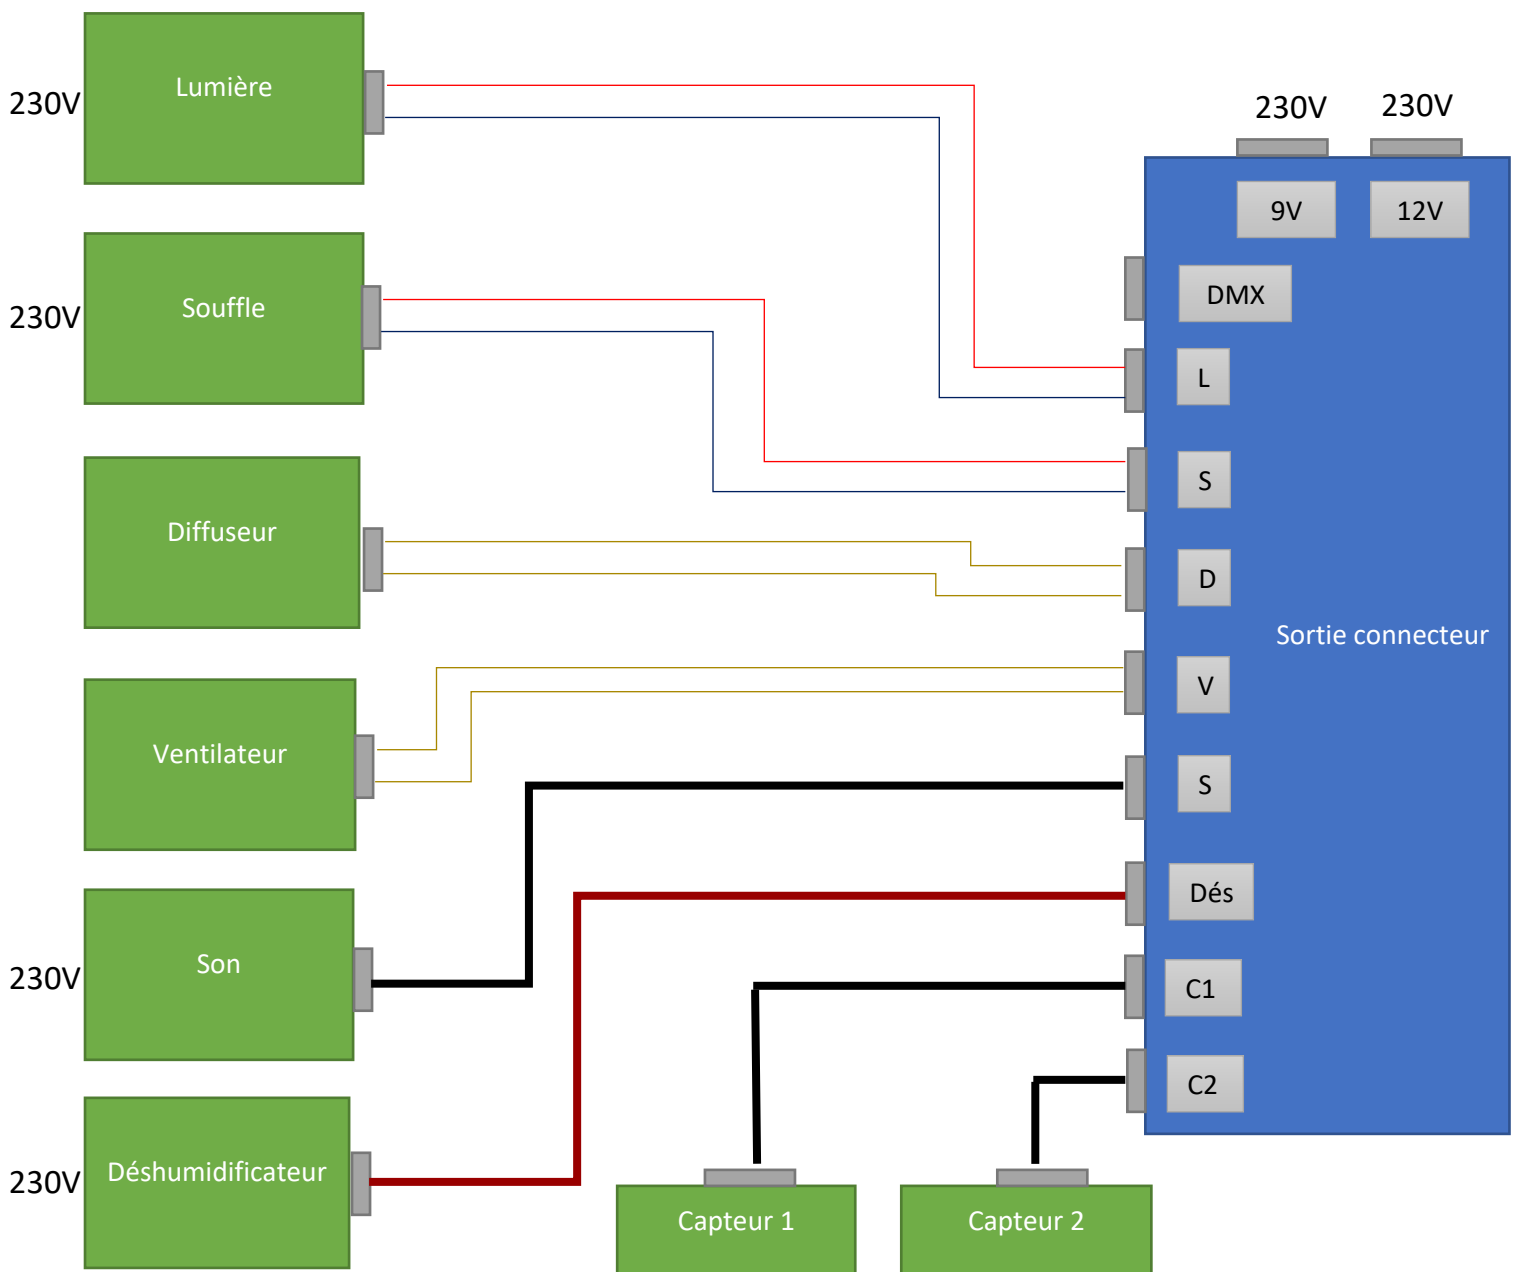 Lumière
230V
230V
230V
9V
12V
DMX
Souffle
230V
L
S
Diffuseur
D
Sortie connecteur
V
Ventilateur
S
Dés
Son
230V
C1
C2
Déshumidificateur
230V
Capteur 1
Capteur 2